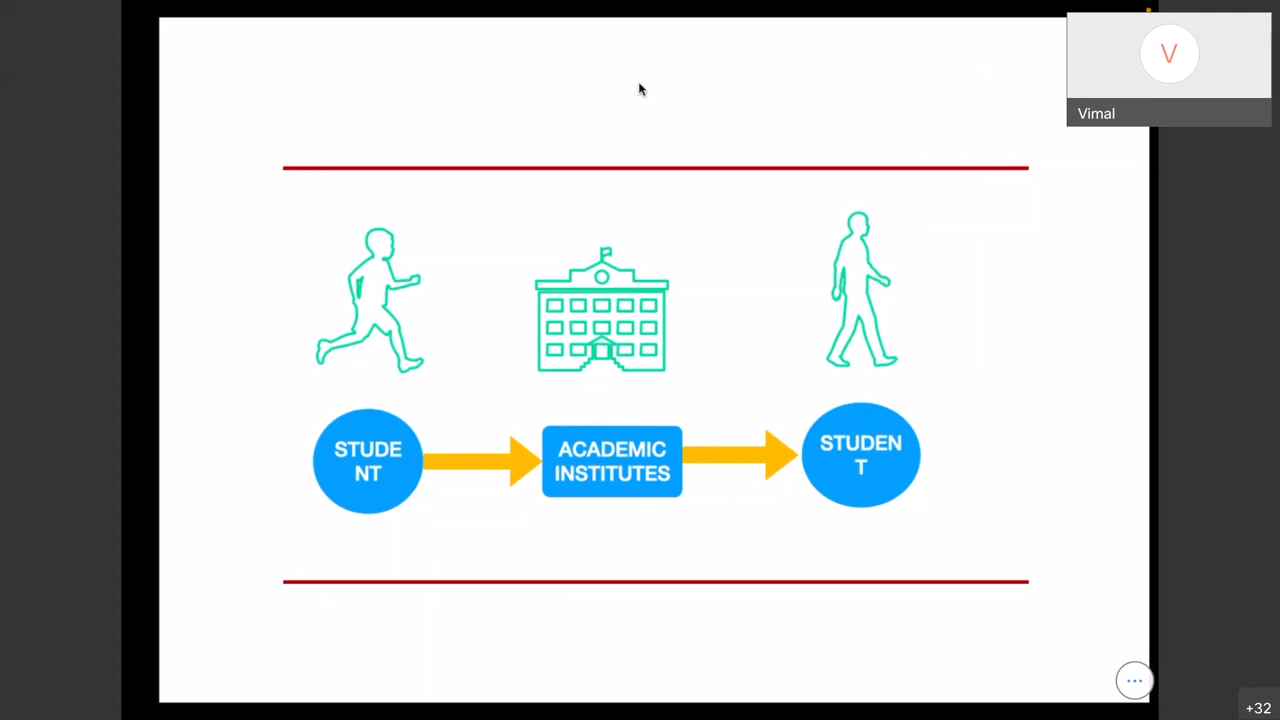 V
Vimal
STUDE
NT
ACADEMIC
INSTITUTES
STUDEN
T
+32